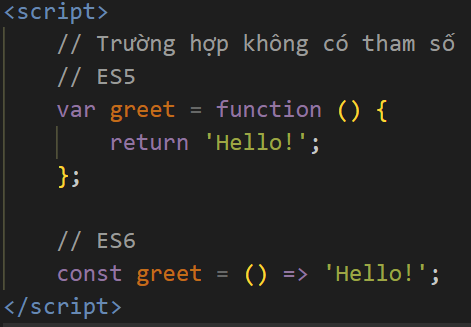 <script>
// Trường hợp không có tham số
// ES5
var greet = function () {
return 'Hello!';
};
// ES6
const greet = () => 'Hello!';
</script>